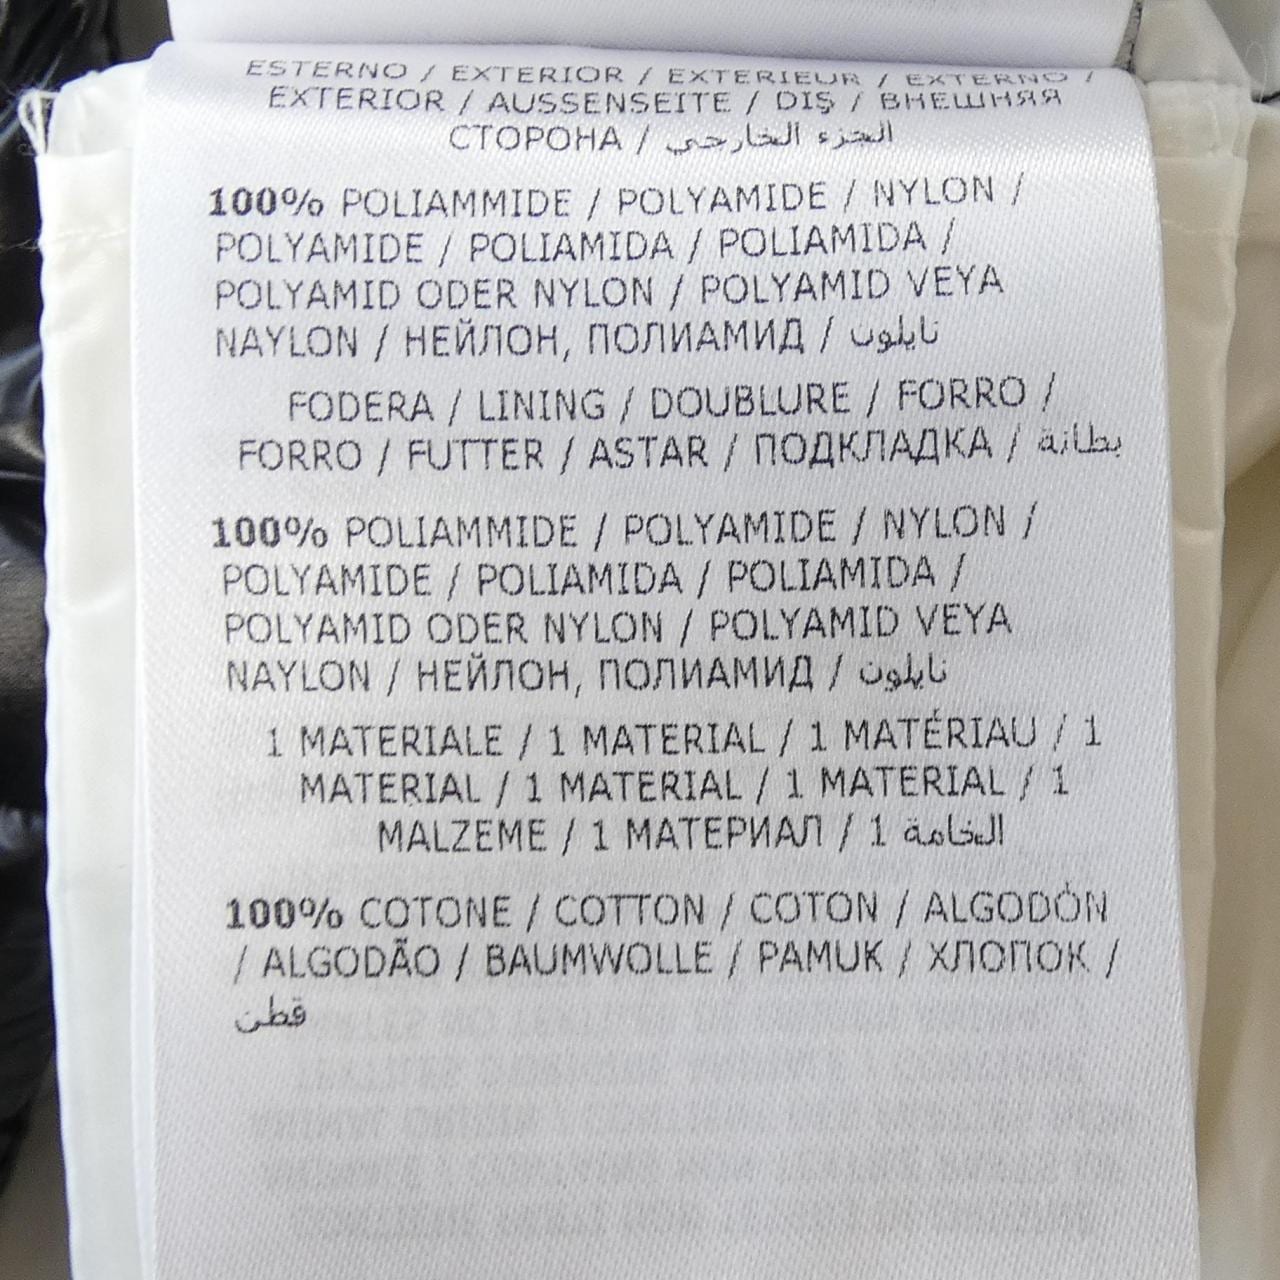 ESTERNO / EXTERIOR / EXTERIEUR / EXTERNO /
EXTERIOR / AUSSENSEITE / DIŞ / ВНЕШНЯЯ
СТОРОНА / الجزء الخارجي
100% POLIAMMIDE / POLYAMIDE / NYLON /
POLYAMIDE / POLIAMIDA / POLIAMIDA /
POLYAMID ODER NYLON / POLYAMID VEYA
NAYLON / НЕЙЛОН, ПОЛИАМИД / نايلون
FODERA / LINING / DOUBLURE / FORRO /
FORRO / FUTTER / ASTAR / ПОДКЛАДКА / بطانة
100% POLIAMMIDE / POLYAMIDE / NYLON /
POLYAMIDE / POLIAMIDA / POLIAMIDA /
POLYAMID ODER NYLON / POLYAMID VEYA
NAYLON / НЕЙЛОН, ПОЛИАМИД / نايلون
1 MATERIALE / 1 MATERIAL / 1 MATÉRIAU / 1
MATERIAL / 1 MATERIAL / 1 MATERIAL / 1
MALZEME / 1 МАТЕРИАЛ / 1 الخامة
100% COTONE / COTTON / COTON / ALGODÓN
/ ALGODÃO / BAUMWOLLE / PAMUK / ХЛОПОК /
قطن